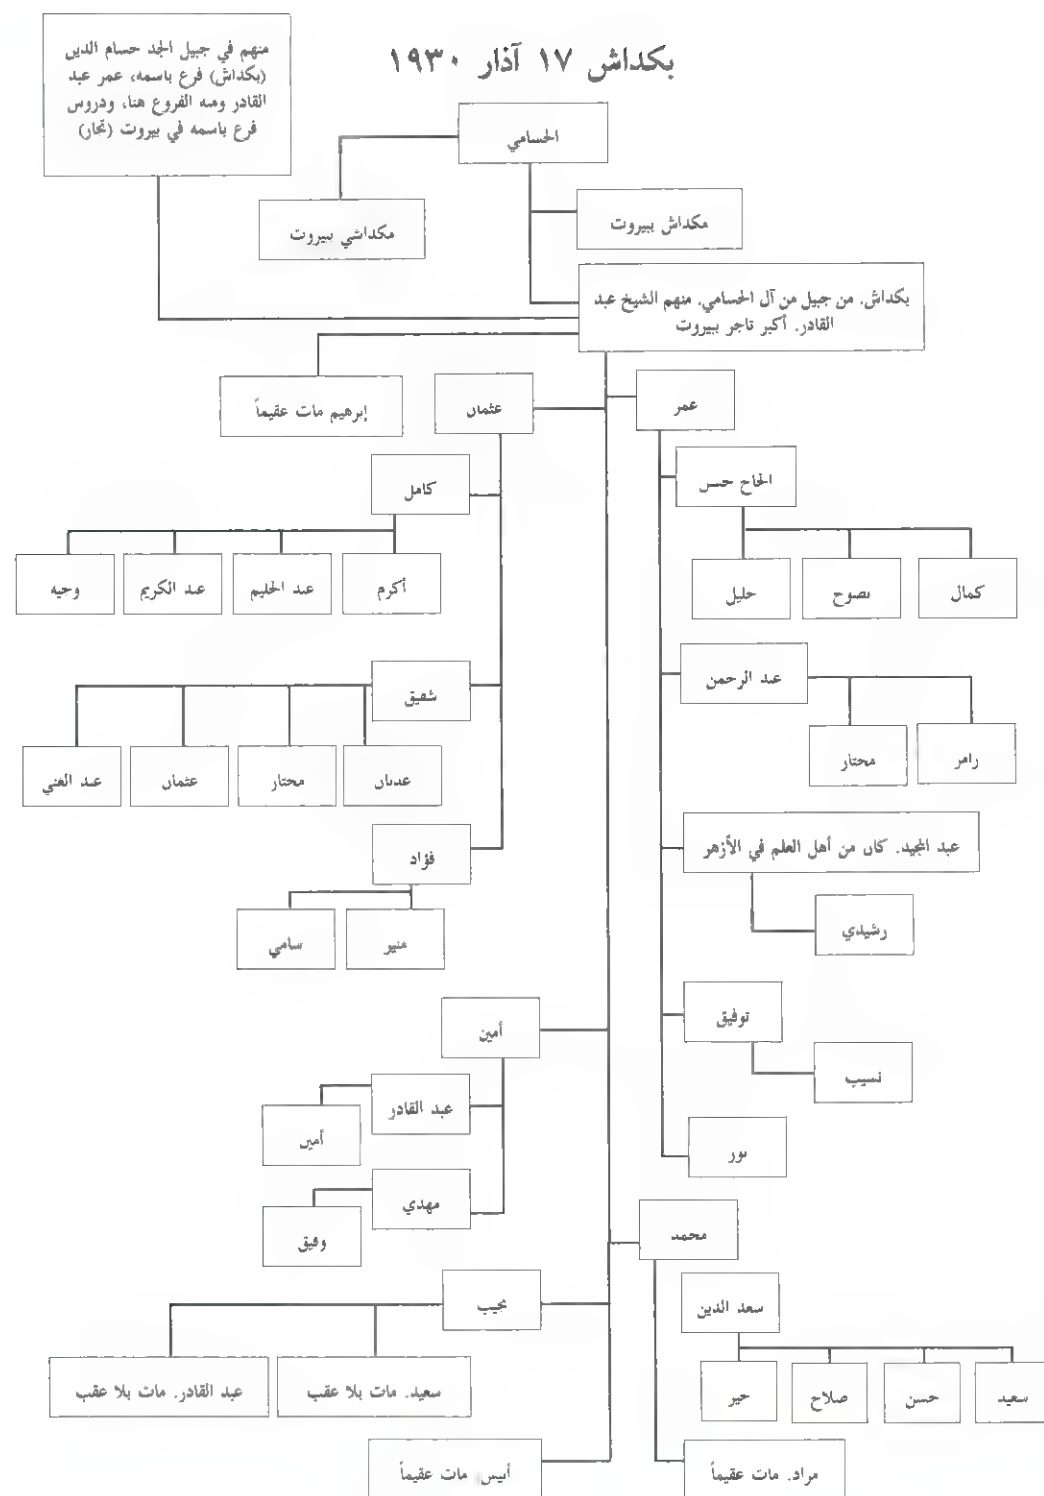 بكداش ١٧ آذار ١٩٣٠
منهم في جبيل الجد حسام الدين
(بكداش) فرع باسمه، عمر عبد
القادر ومنه الفروع هنا، ودروس
فرع باسمه في بيروت (تجار)
الحسامي
مكداشي ببيروت
مكداش ببيروت
بكداش. من جبيل من آل الحسامي. منهم الشيخ عبد
القادر. أكبر تاجر ببيروت
إبرهيم مات عقيماً
عثمان
عمر
كامل
الحاج حسن
أكرم
عبد الحليم
عبد الكريم
وجيه
كمال
نصوح
خليل
شفيق
عبد الرحمن
عدنان
مختار
عثمان
عبد الغني
رامز
مختار
فؤاد
عبد المجيد. كان من أهل العلم في الأزهر
منير
سامي
رشيدي
أمين
توفيق
نسيب
عبد القادر
أمين
نور
مهدي
وفيق
محمد
نجيب
سعد الدين
سعيد. مات بلا عقب
عبد القادر. مات بلا عقب
سعيد
حسن
صلاح
خير
أنيس مات عقيماً
مراد. مات عقيماً